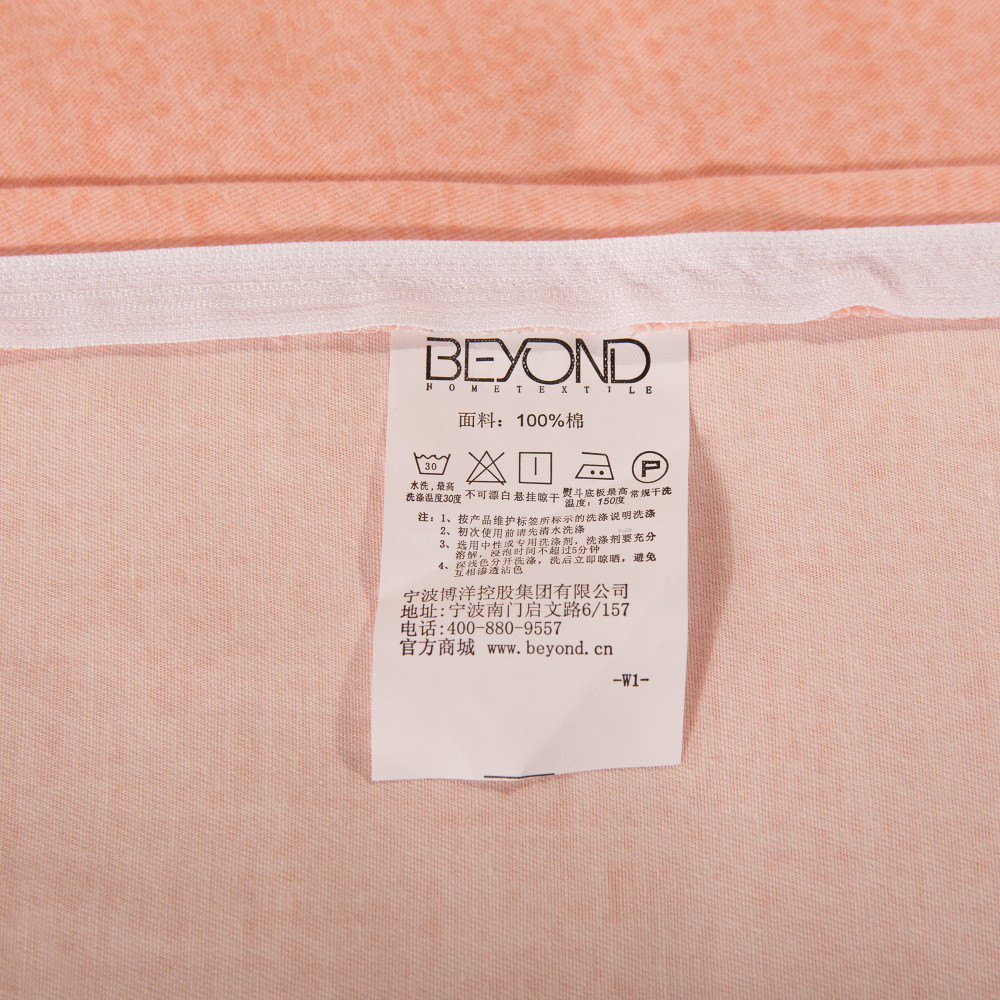 BEYOND
HOMETEXTILE
面料：100%棉
30
P
水洗，最高
洗涤温度30度
不可漂白
悬挂晾干
熨斗底板最高
温度：150度
常规干洗
注：1、按产品维护标签所标示的洗涤说明洗涤
2、初次使用前请先清水洗涤
3、选用中性或专用洗涤剂，洗涤剂要充分
溶解，浸泡时间不超过5分钟
4、深浅色分开洗涤，洗后立即晾晒，避免
互相渗透沾色
宁波博洋控股集团有限公司
地址:宁波南门启文路6/157
电话:400-880-9557
官方商城 www.beyond.cn
-W1-